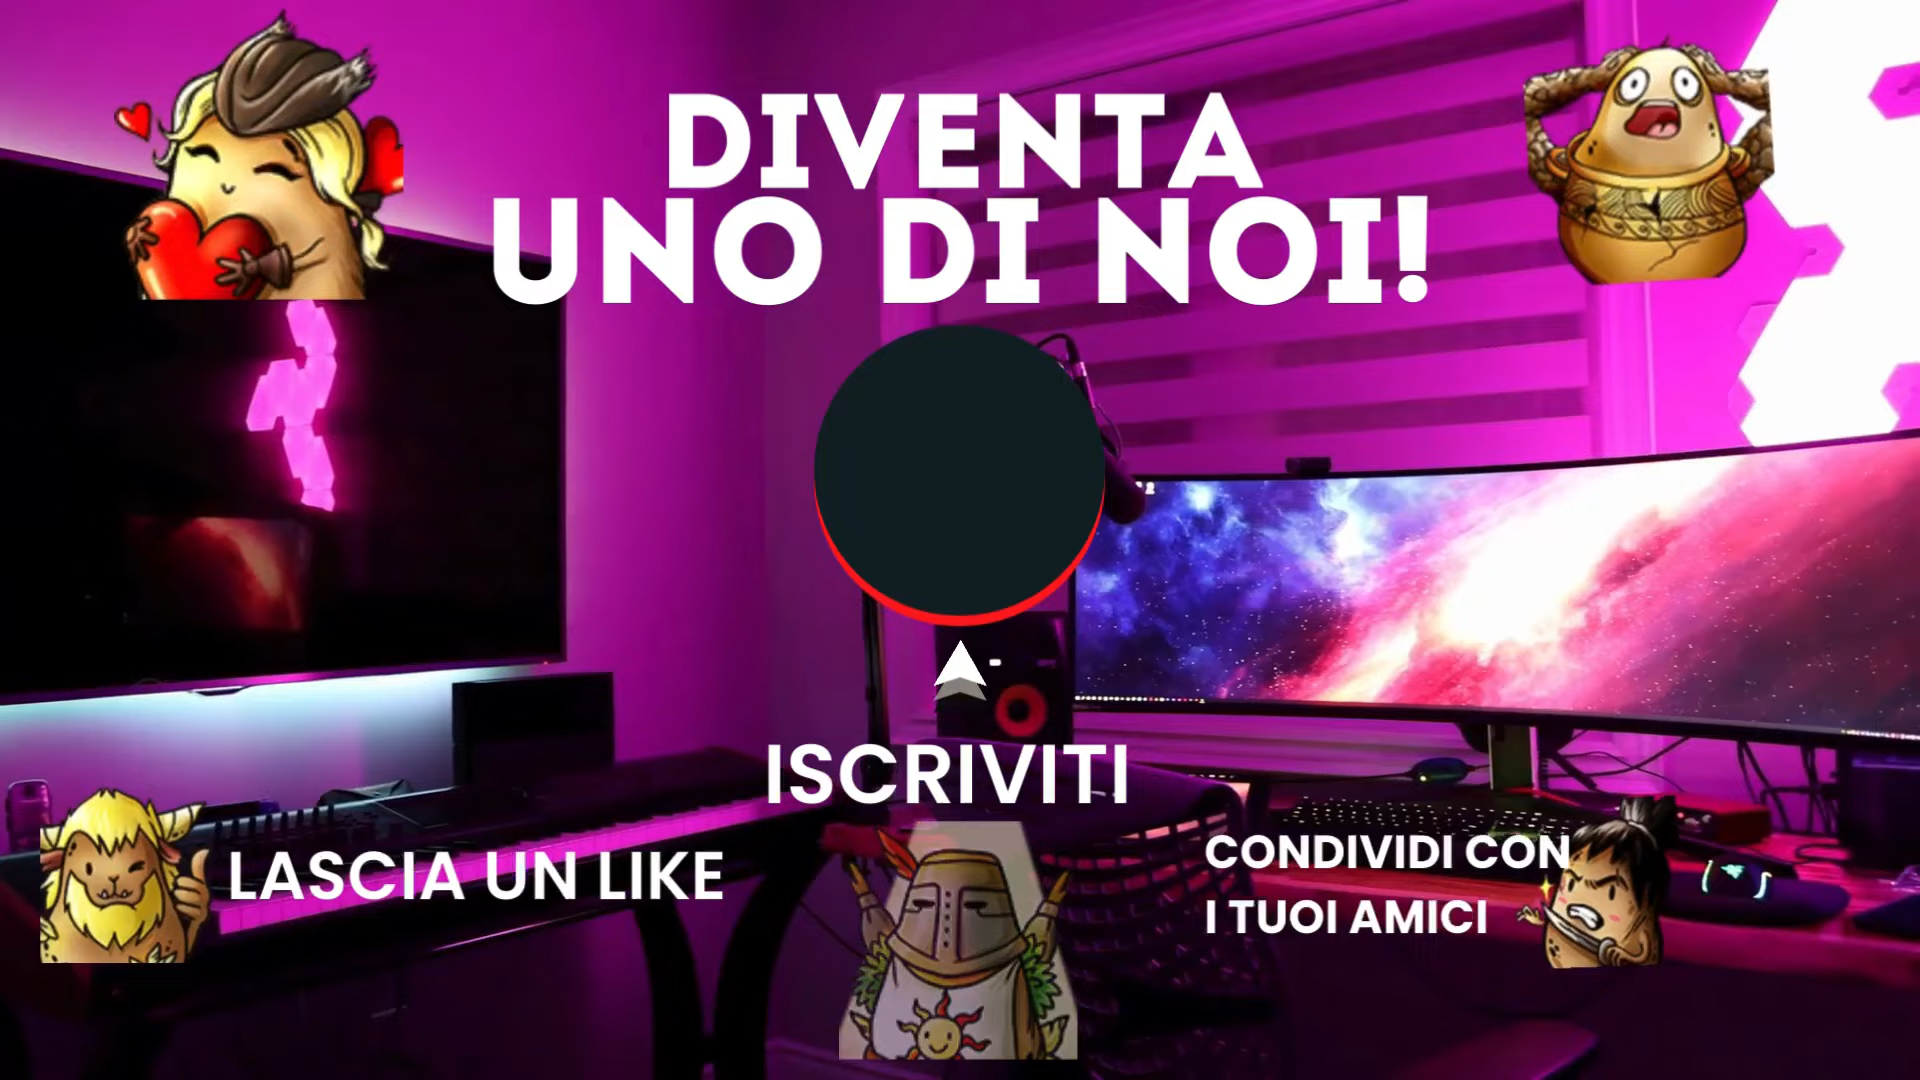 DIVENTA
UNO DI NOI!
ISCRIVITI
LASCIA UN LIKE
CONDIVIDI CON
I TUOI AMICI